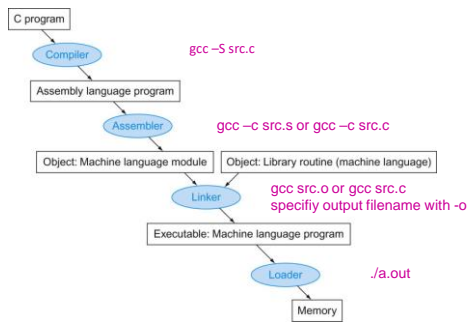 C program
Compiler
gcc –S src.c
Assembly language program
Assembler
gcc –c src.s or gcc –c src.c
Object: Machine language module
Object: Library routine (machine language)
Linker
gcc src.o or gcc src.c
specifiy output filename with -o
Executable: Machine language program
Loader
./a.out
Memory